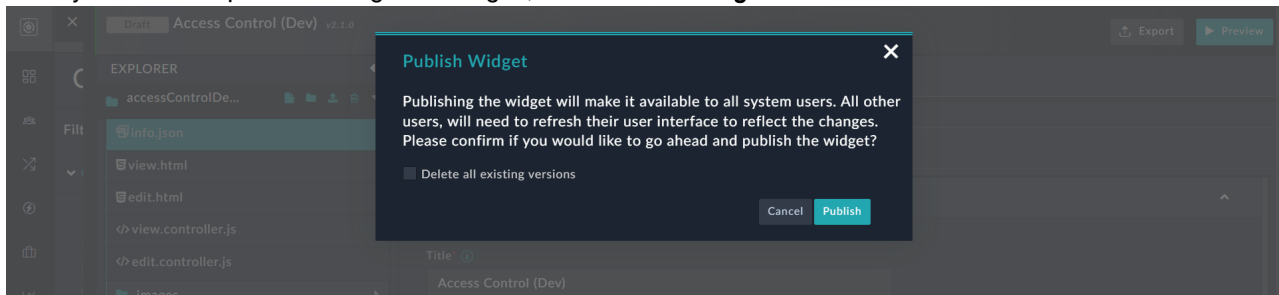 Draft Access Control (Dev) v2.1.0
Export
Preview
EXPLORER
accessControlDe...
Filt
info.json
view.html
edit.html
view.controller.js
edit.controller.js
images
Publish Widget
Publishing the widget will make it available to all system users. All other
users, will need to refresh their user interface to reflect the changes.
Please confirm if you would like to go ahead and publish the widget?
Delete all existing versions
Cancel Publish
Title
Access Control (Dev)